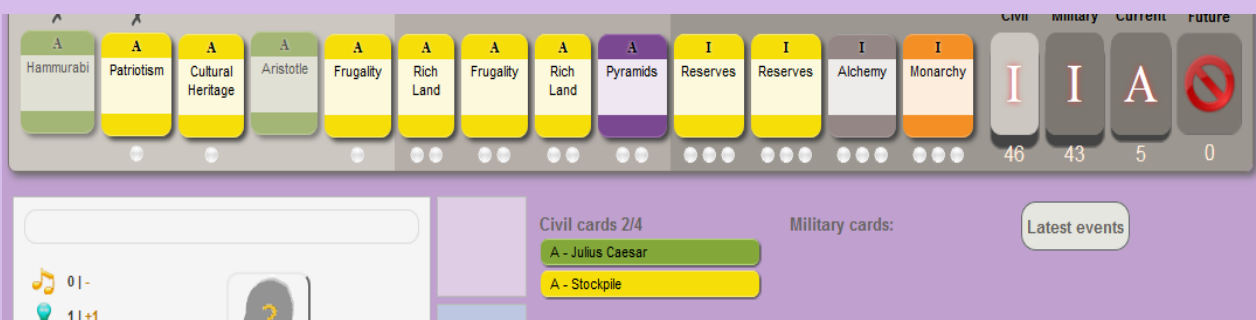 Civil Military Current Future
A A A A A A A A A I I I I
Hammurabi Patriotism Cultural Heritage Aristotle Frugality Rich Land Frugality Rich Land Pyramids Reserves Reserves Alchemy Monarchy
I I A
46 43 5 0
Civil cards 2/4 Military cards: Latest events
A - Julius Caesar
A - Stockpile
0 | -
1 | +1
?